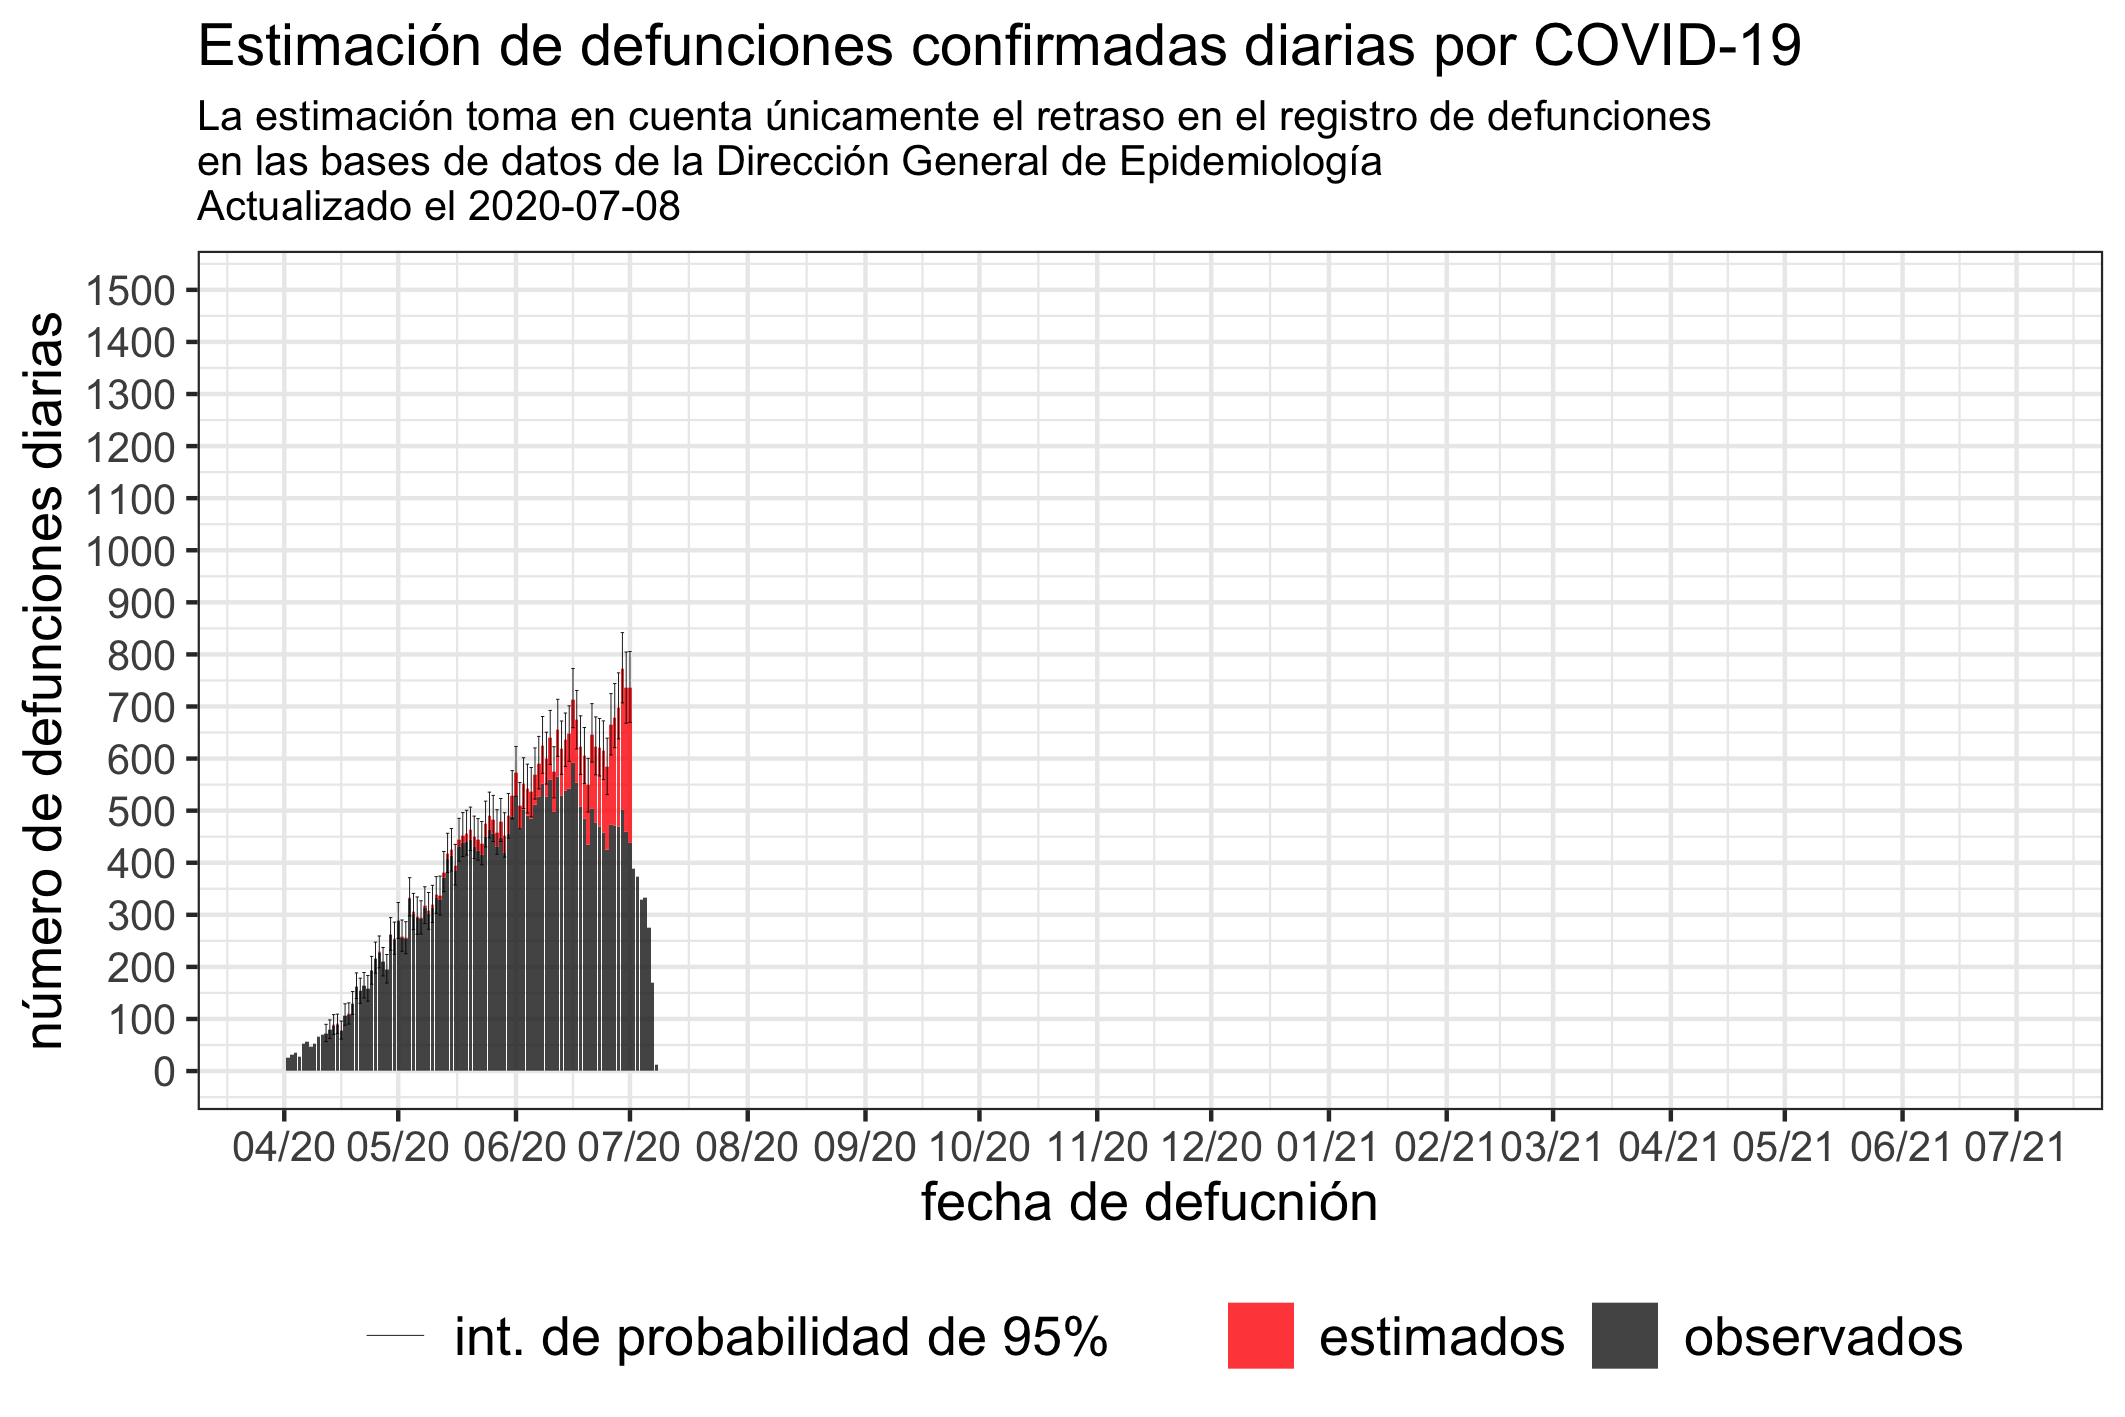 Estimación de defunciones confirmadas diarias por COVID-19
La estimación toma en cuenta únicamente el retraso en el registro de defunciones
en las bases de datos de la Dirección General de Epidemiología
Actualizado el 2020-07-08
número de defunciones diarias
1500
1400
1300
1200
1100
1000
900
800
700
600
500
400
300
200
100
0
04/20 05/20 06/20 07/20 08/20 09/20 10/20 11/20 12/20 01/21 02/21 03/21 04/21 05/21 06/21 07/21
fecha de defucnión
int. de probabilidad de 95% estimados observados